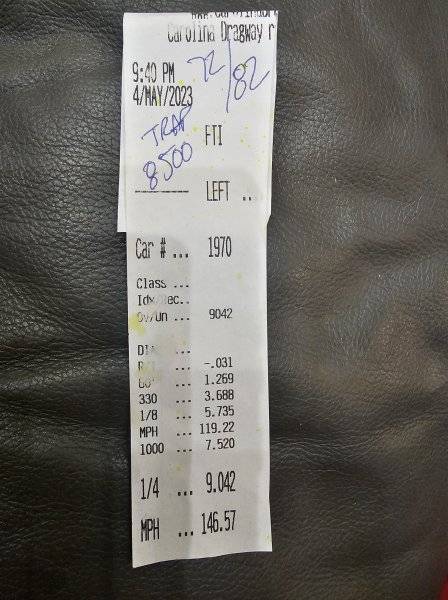 Carolina Dragway
9:40 PM 72/82
4/MAY/2023
TRAP FTI
8500
LEFT ..
Car # ... 1970
Class ...
Ov/Un ... 9042
... -.031
... 1.269
330 ... 3.688
1/8 ... 5.735
MPH ... 119.22
1000 ... 7.520
1/4 ... 9.042
MPH ... 146.57